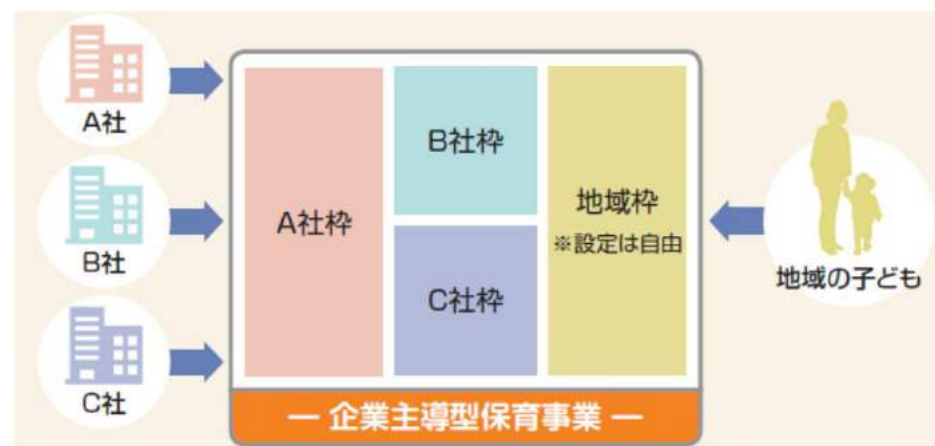 A社
B社
C社
A社枠
B社枠
C社枠
地域枠
※設定は自由
地域の子ども
― 企業主導型保育事業 ―